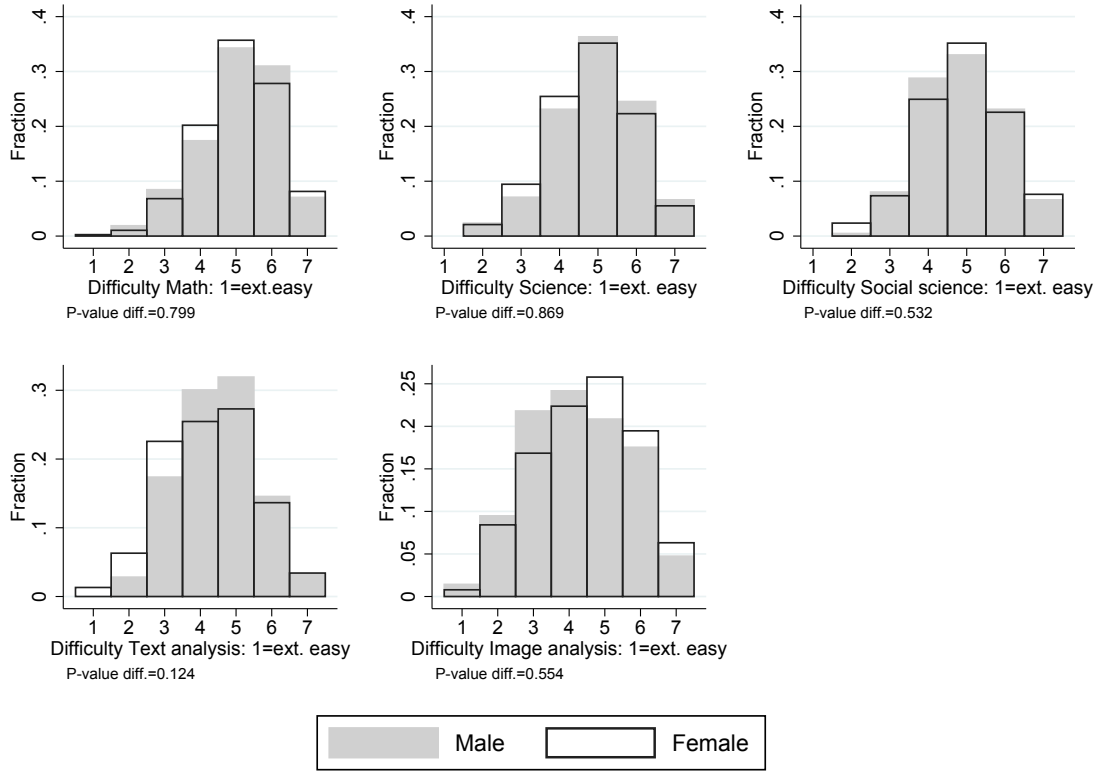 .4
.3
.2
.1
0
Fraction
1 2 3 4 5 6 7
Difficulty Math: 1=ext.easy
P-value diff.=0.799
.4
.3
.2
.1
0
Fraction
1 2 3 4 5 6 7
Difficulty Science: 1=ext. easy
P-value diff.=0.869
.4
.3
.2
.1
0
Fraction
1 2 3 4 5 6 7
Difficulty Social science: 1=ext. easy
P-value diff.=0.532
.3
.2
.1
0
Fraction
1 2 3 4 5 6 7
Difficulty Text analysis: 1=ext. easy
P-value diff.=0.124
.25
.2
.15
.1
.05
0
Fraction
1 2 3 4 5 6 7
Difficulty Image analysis: 1=ext. easy
P-value diff.=0.554
Male Female